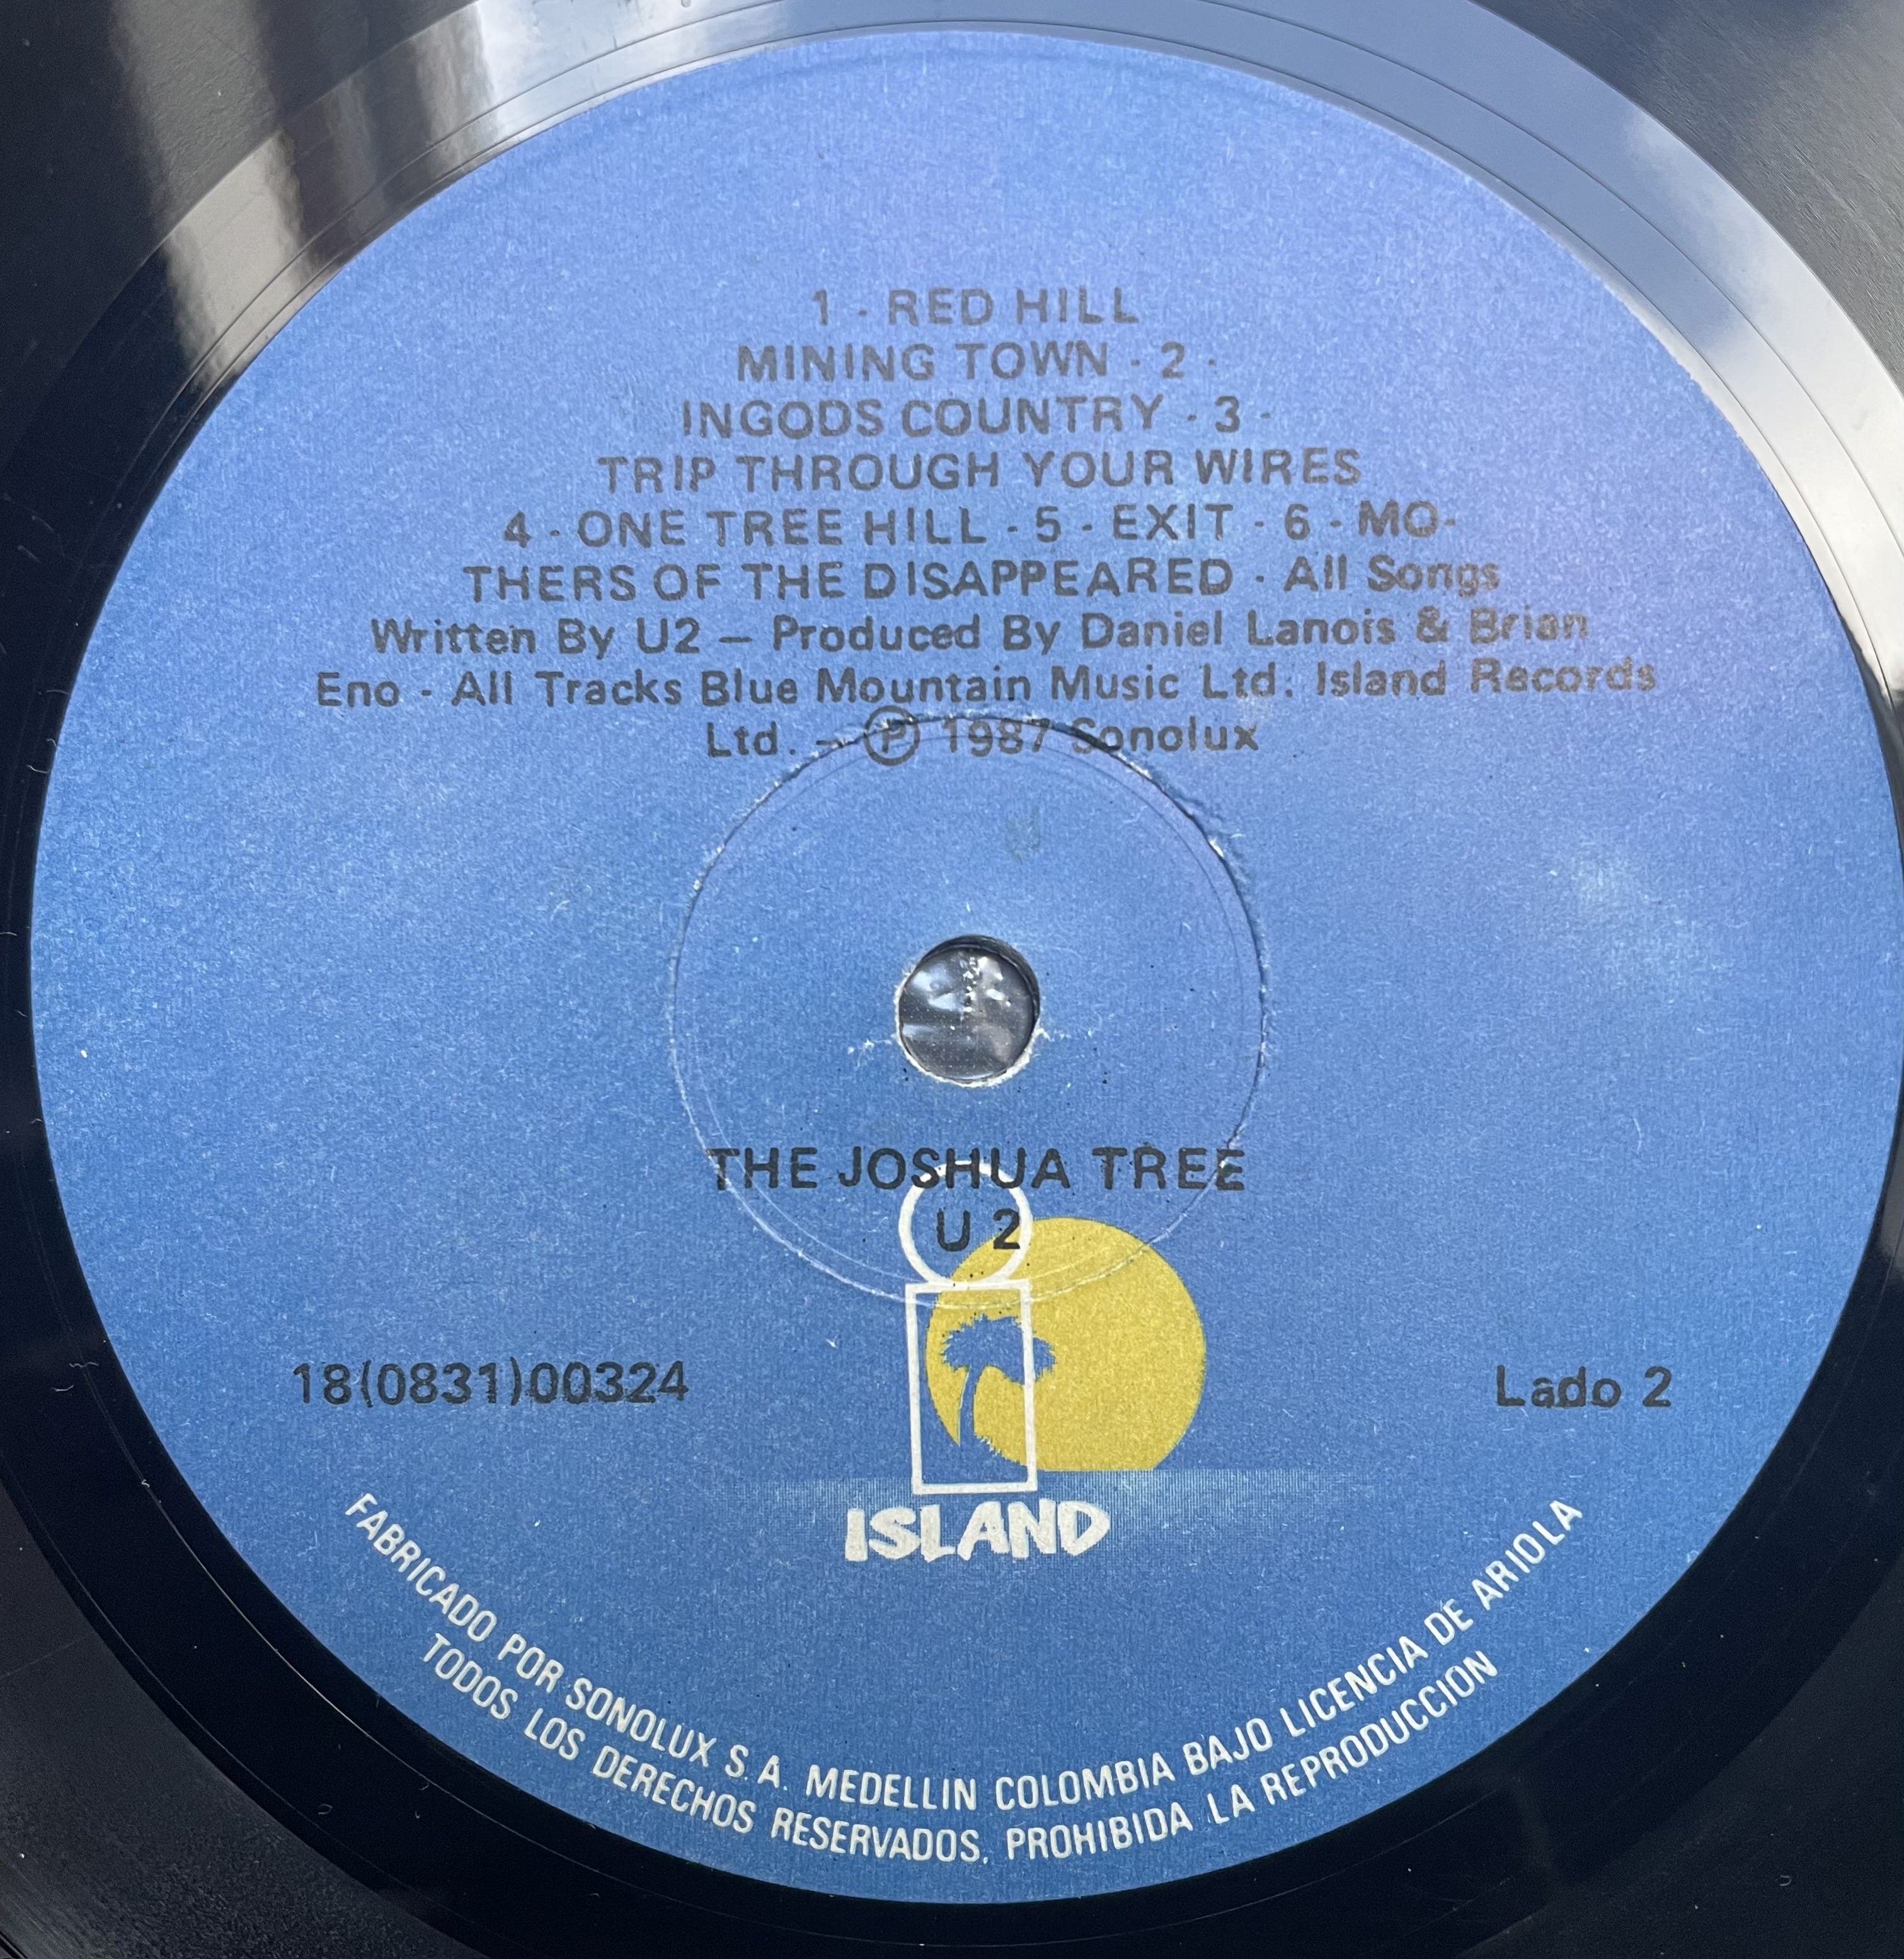 1 - RED HILL
MINING TOWN - 2 -
INGODS COUNTRY - 3 -
TRIP THROUGH YOUR WIRES
4 - ONE TREE HILL - 5 - EXIT - 6 - MO-
THERS OF THE DISAPPEARED - All Songs
Written By U2 — Produced By Daniel Lanois & Brian
Eno - All Tracks Blue Mountain Music Ltd. Island Records
Ltd. - Ⓟ 1987 Sonolux
THE JOSHUA TREE
U 2
18(0831)00324
Lado 2
ISLAND
FABRICADO POR SONOLUX S.A. MEDELLIN COLOMBIA BAJO LICENCIA DE ARIOLA
TODOS LOS DERECHOS RESERVADOS. PROHIBIDA LA REPRODUCCION